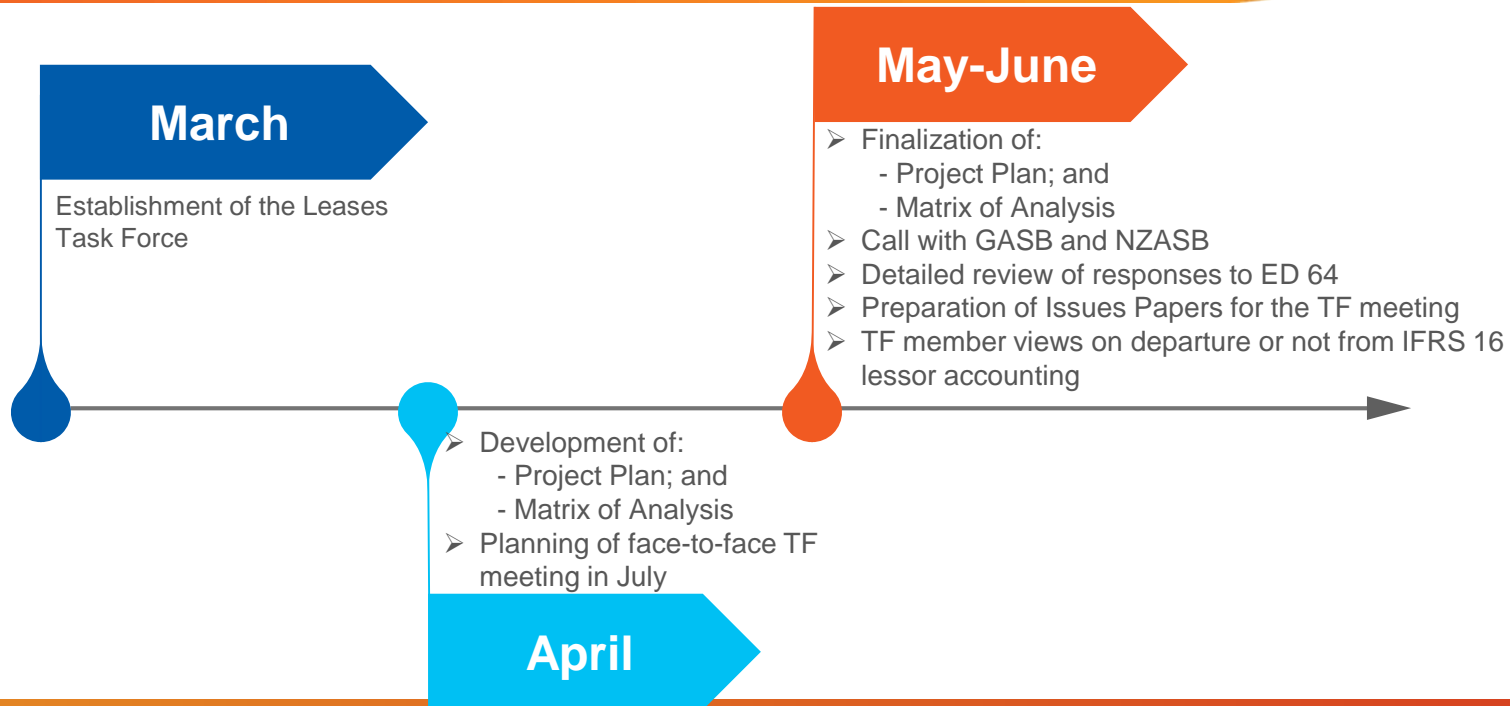 March
Establishment of the Leases
Task Force
➢ Development of:
- Project Plan; and
- Matrix of Analysis
➢ Planning of face-to-face TF
meeting in July
April
May-June
➢ Finalization of:
- Project Plan; and
- Matrix of Analysis
➢ Call with GASB and NZASB
➢ Detailed review of responses to ED 64
➢ Preparation of Issues Papers for the TF meeting
➢ TF member views on departure or not from IFRS 16
lessor accounting